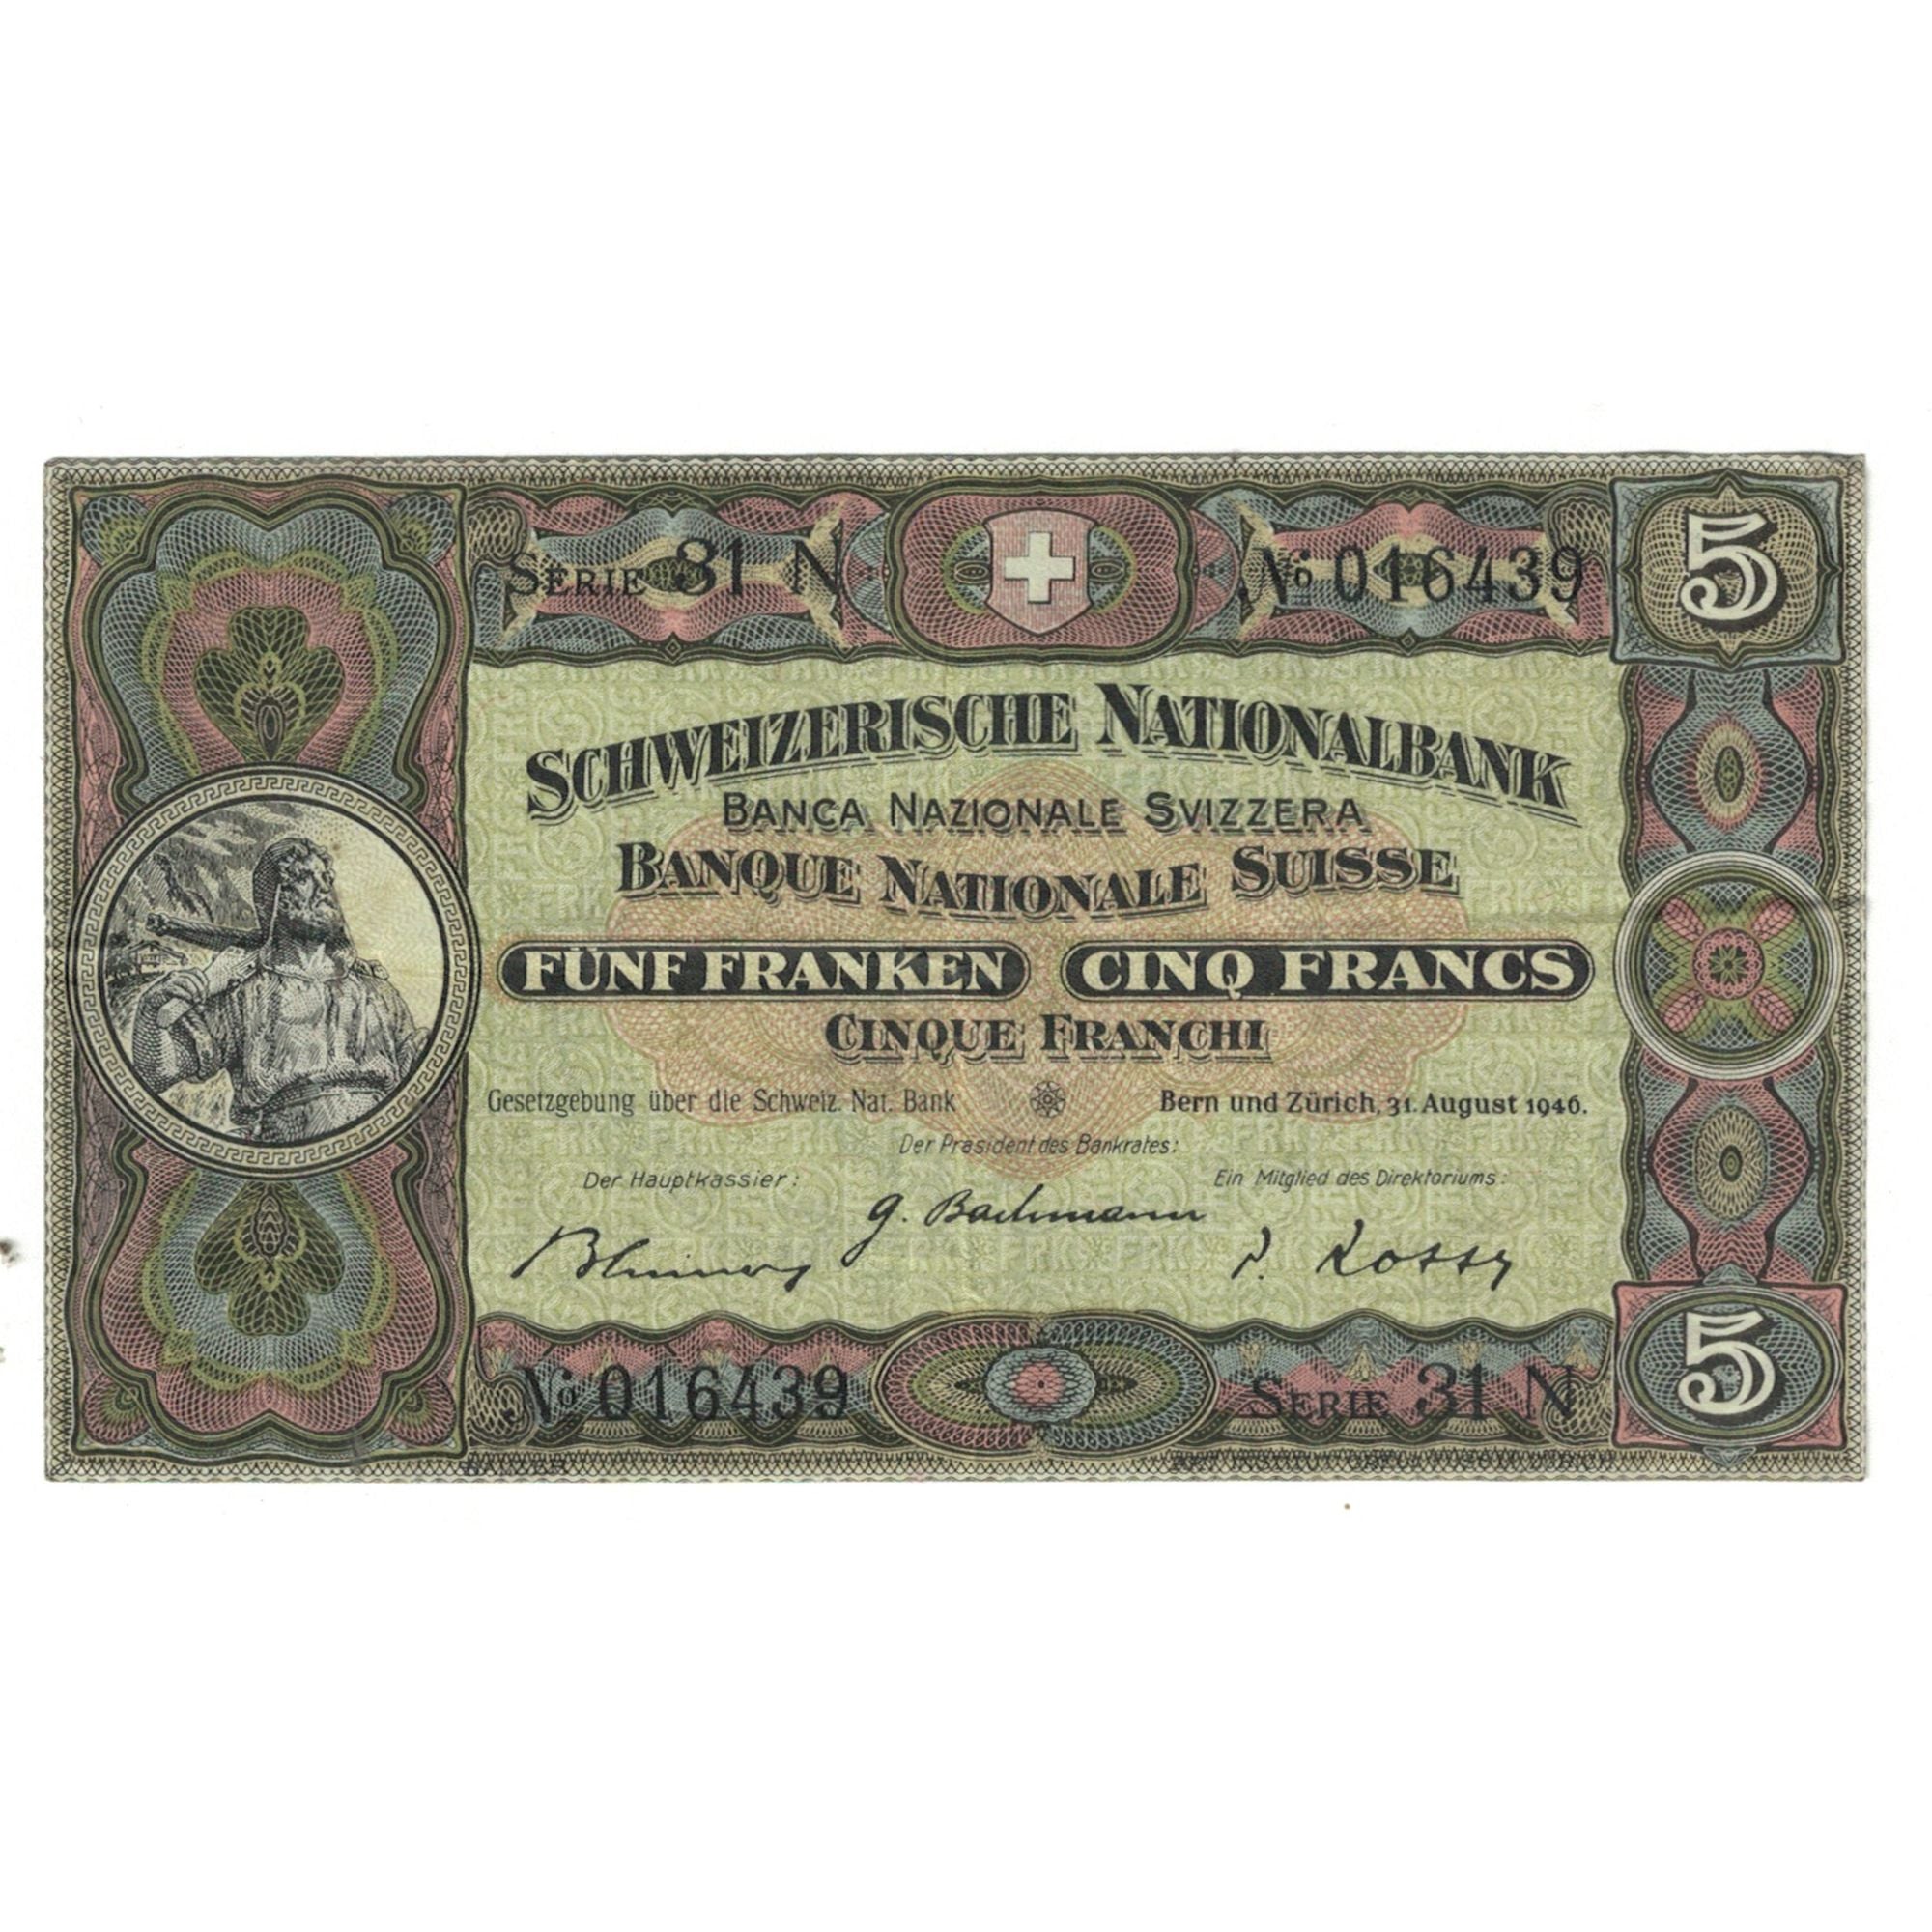 SERIE 31 N
No 016439
5
SCHWEIZERISCHE NATIONALBANK
BANCA NAZIONALE SVIZZERA
BANQUE NATIONALE SUISSE
FÜNF FRANKEN CINQ FRANCS
CINQUE FRANCHI
Gesetzgebung über die Schweiz. Nat. Bank
Bern und Zürich, 31. August 1946.
Der Präsident des Bankrates:
Der Hauptkassier:
Ein Mitglied des Direktoriums:
G. Bachmann
P. Rossy
No 016439
SERIE 31 N
5
BALZER